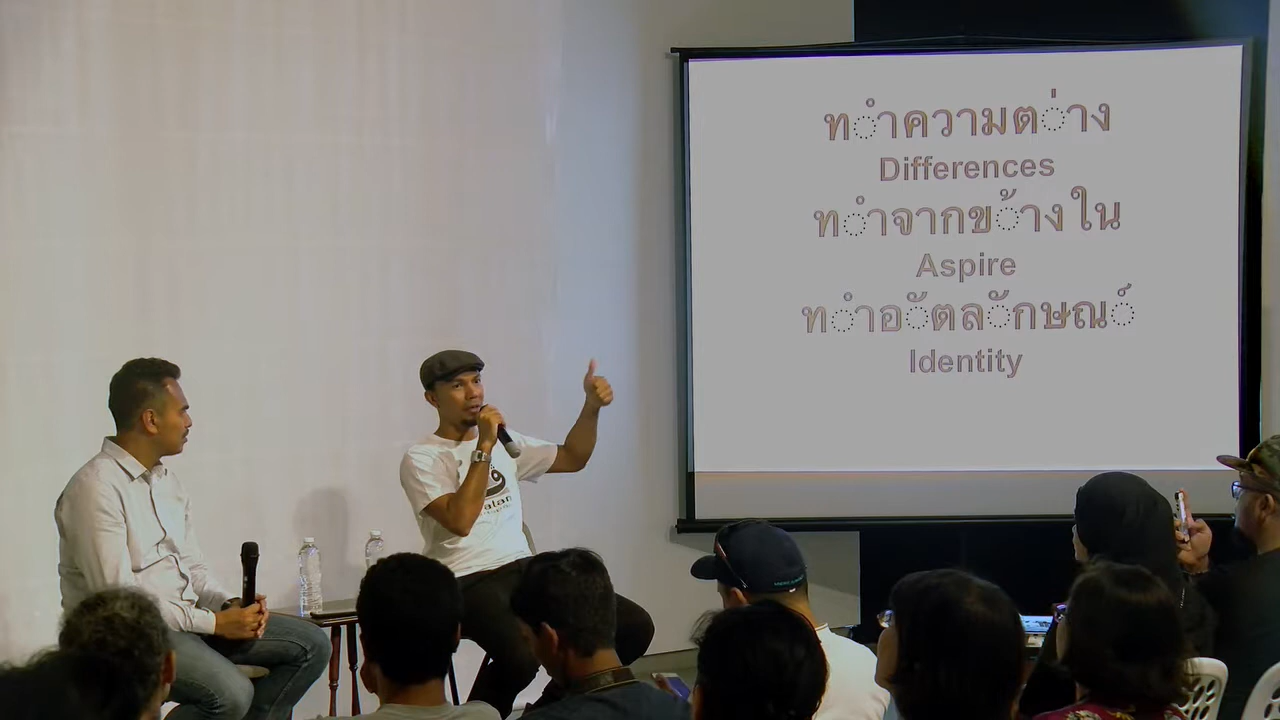 ทำความต่าง
Differences
ทำจากข้างใน
Aspire
ทำอัตลักษณ์
Identity